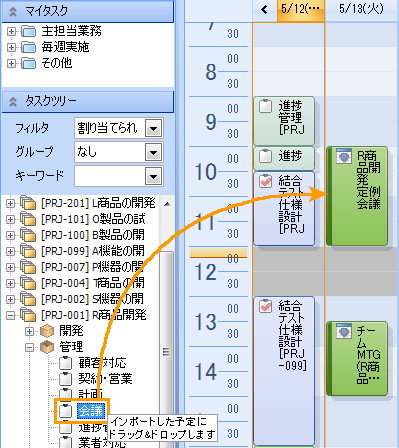 マイタスク
主担当業務
毎週実施
その他
タスクツリー
フィルタ 割り当てられ
グループ なし
キーワード
[PRJ-201] L商品の開発
[PRJ-101] O製品の試
[PRJ-100] B製品の開
[PRJ-099] A機能の開
[PRJ-007] P機器の開
[PRJ-004] T商品の開
[PRJ-002] S機器の開
[PRJ-001] R商品開発
開発
管理
顧客対応
契約・営業
計画
会議
業者対応
インポートした予定に
ドラッグ&ドロップします
< 5/12(... 5/13(火)
30
8 00
30
9 00
30
10 00
30
11 00
30
12 00
30
13 00
30
14 00
30
進捗
管理
[PRJ
進捗
結合
テスト
仕様
設計
[PRJ
結合
テスト
仕様
設計
[PRJ
-099]
R商
品開
発
定例
会議
チーム
MTG
(R商
品...